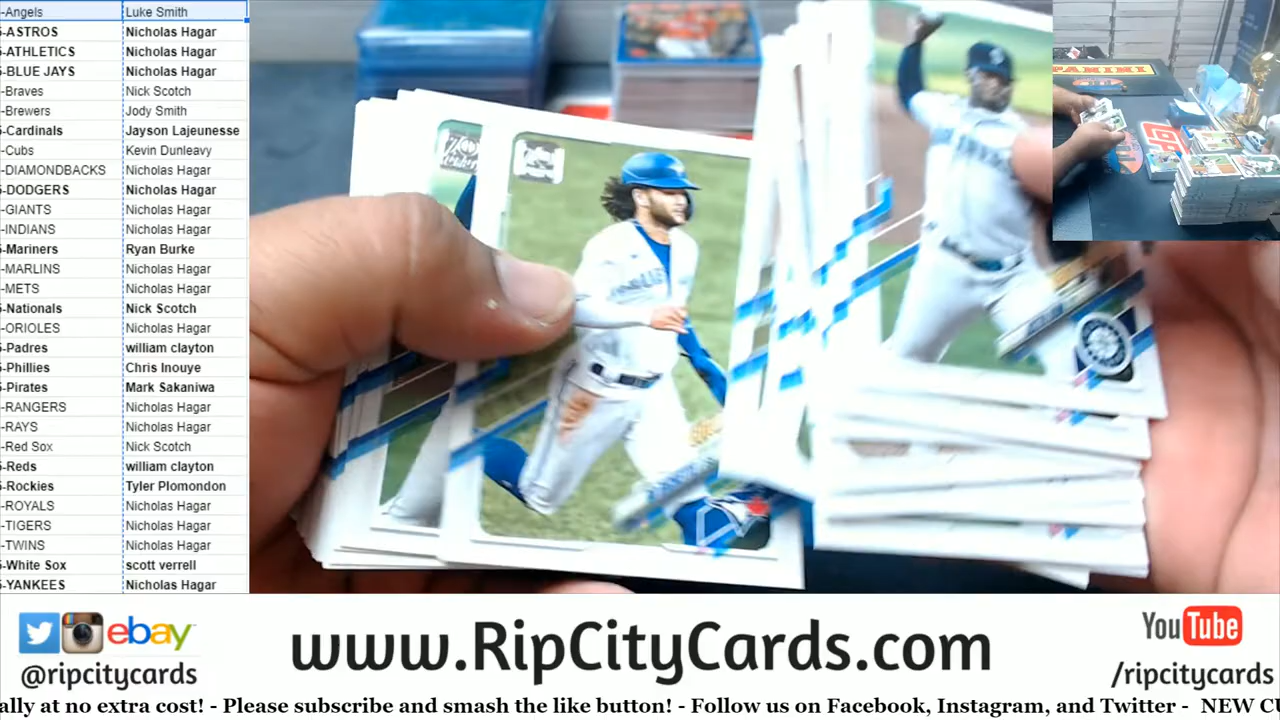 -Angels Luke Smith
-ASTROS Nicholas Hagar
-ATHLETICS Nicholas Hagar
-BLUE JAYS Nicholas Hagar
-Braves Nick Scotch
-Brewers Jody Smith
-Cardinals Jayson Lajeunesse
-Cubs Kevin Dunleavy
-DIAMONDBACKS Nicholas Hagar
-DODGERS Nicholas Hagar
-GIANTS Nicholas Hagar
-INDIANS Nicholas Hagar
-Mariners Ryan Burke
-MARLINS Nicholas Hagar
-METS Nicholas Hagar
-Nationals Nick Scotch
-ORIOLES Nicholas Hagar
-Padres william clayton
-Phillies Chris Inouye
-Pirates Mark Sakaniwa
-RANGERS Nicholas Hagar
-RAYS Nicholas Hagar
-Red Sox Nick Scotch
-Reds william clayton
-Rockies Tyler Plomondon
-ROYALS Nicholas Hagar
-TIGERS Nicholas Hagar
-TWINS Nicholas Hagar
-White Sox scott verrell
-YANKEES Nicholas Hagar
PANINI
ebay
@ripcitycards
www.RipCityCards.com
YouTube
/ripcitycards
ally at no extra cost! - Please subscribe and smash the like button! - Follow us on Facebook, Instagram, and Twitter - NEW CU